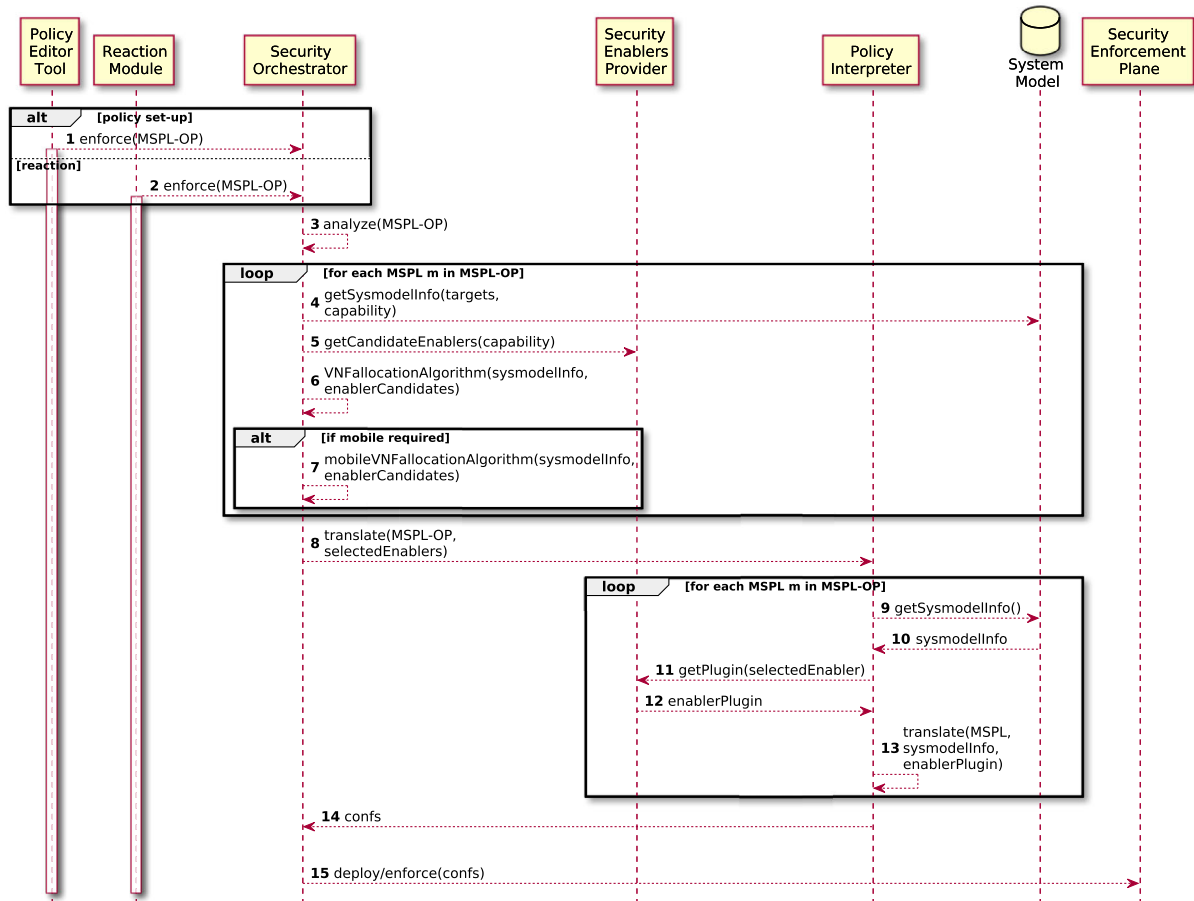 Policy
Editor
Tool
Reaction
Module
Security
Orchestrator
Security
Enablers
Provider
Policy
Interpreter
System
Model
Security
Enforcement
Plane
alt [policy set-up]
1 enforce(MSPL-OP)
[reaction]
2 enforce(MSPL-OP)
3 analyze(MSPL-OP)
loop [for each MSPL m in MSPL-OP]
4 getSysmodelInfo(targets,
capability)
5 getCandidateEnablers(capability)
6 VNFallocationAlgorithm(sysmodelInfo,
enablerCandidates)
alt [if mobile required]
7 mobileVNFallocationAlgorithm(sysmodelInfo,
enablerCandidates)
8 translate(MSPL-OP,
selectedEnablers)
loop [for each MSPL m in MSPL-OP]
9 getSysmodelInfo()
10 sysmodelInfo
11 getPlugin(selectedEnabler)
12 enablerPlugin
13 translate(MSPL,
sysmodelInfo,
enablerPlugin)
14 confs
15 deploy/enforce(confs)